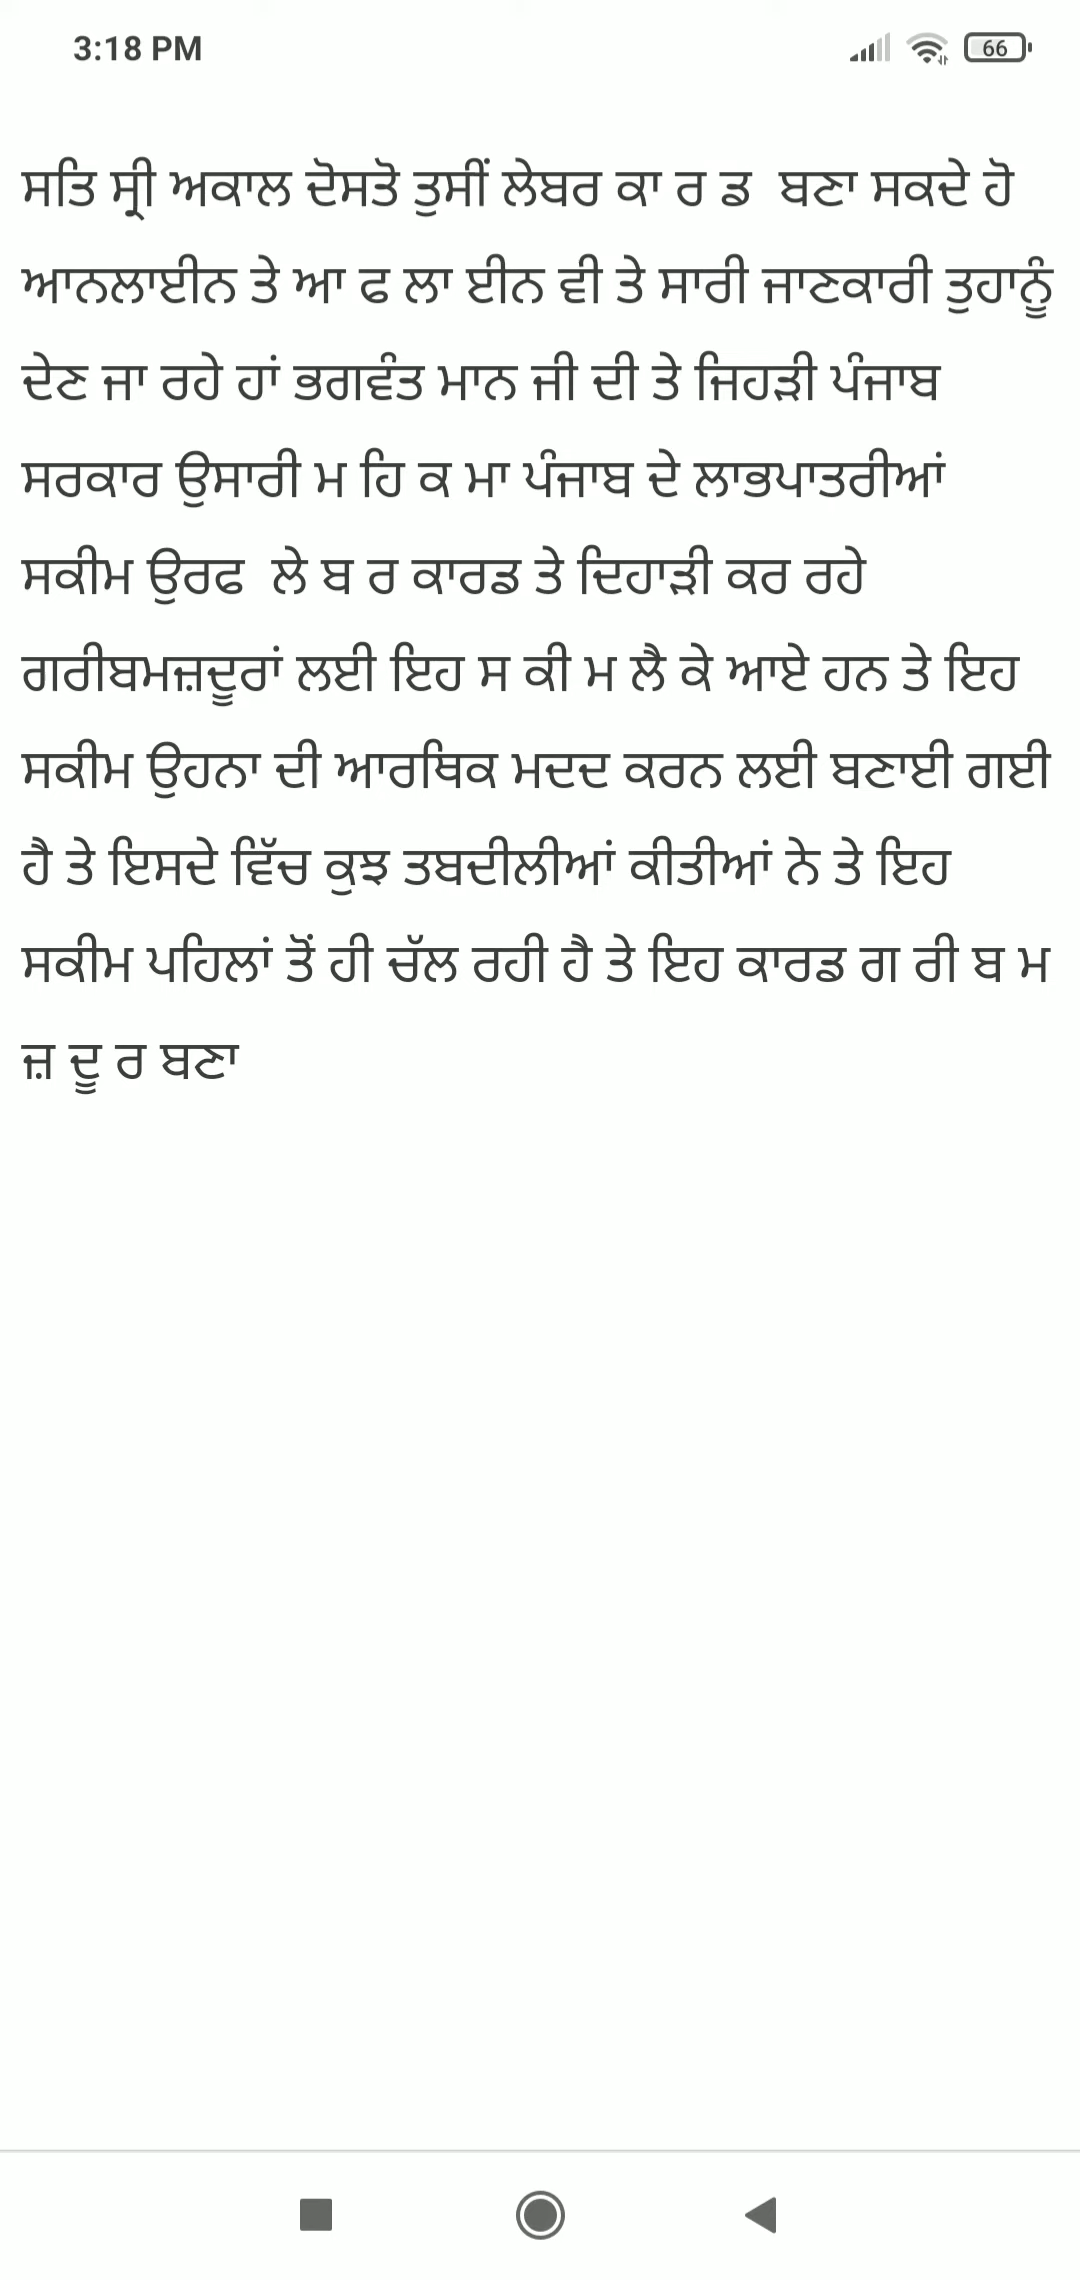 3:18 PM
66
ਸਤਿ ਸ੍ਰੀ ਅਕਾਲ ਦੋਸਤੋ ਤੁਸੀਂ ਲੇਬਰ ਕਾ ਰ ਡ  ਬਣਾ ਸਕਦੇ ਹੋ
ਆਨਲਾਈਨ ਤੇ ਆ ਫ ਲਾ ਈਨ ਵੀ ਤੇ ਸਾਰੀ ਜਾਣਕਾਰੀ ਤੁਹਾਨੂੰ
ਦੇਣ ਜਾ ਰਹੇ ਹਾਂ ਭਗਵੰਤ ਮਾਨ ਜੀ ਦੀ ਤੇ ਜਿਹੜੀ ਪੰਜਾਬ
ਸਰਕਾਰ ਉਸਾਰੀ ਮ ਹਿ ਕ ਮਾ ਪੰਜਾਬ ਦੇ ਲਾਭਪਾਤਰੀਆਂ
ਸਕੀਮ ਉਰਫ  ਲੇ ਬ ਰ ਕਾਰਡ ਤੇ ਦਿਹਾੜੀ ਕਰ ਰਹੇ
ਗਰੀਬਮਜ਼ਦੂਰਾਂ ਲਈ ਇਹ ਸ ਕੀ ਮ ਲੈ ਕੇ ਆਏ ਹਨ ਤੇ ਇਹ
ਸਕੀਮ ਉਹਨਾ ਦੀ ਆਰਥਿਕ ਮਦਦ ਕਰਨ ਲਈ ਬਣਾਈ ਗਈ
ਹੈ ਤੇ ਇਸਦੇ ਵਿੱਚ ਕੁਝ ਤਬਦੀਲੀਆਂ ਕੀਤੀਆਂ ਨੇ ਤੇ ਇਹ
ਸਕੀਮ ਪਹਿਲਾਂ ਤੋਂ ਹੀ ਚੱਲ ਰਹੀ ਹੈ ਤੇ ਇਹ ਕਾਰਡ ਗ ਰੀ ਬ ਮ
ਜ਼ ਦੂ ਰ ਬਣਾ